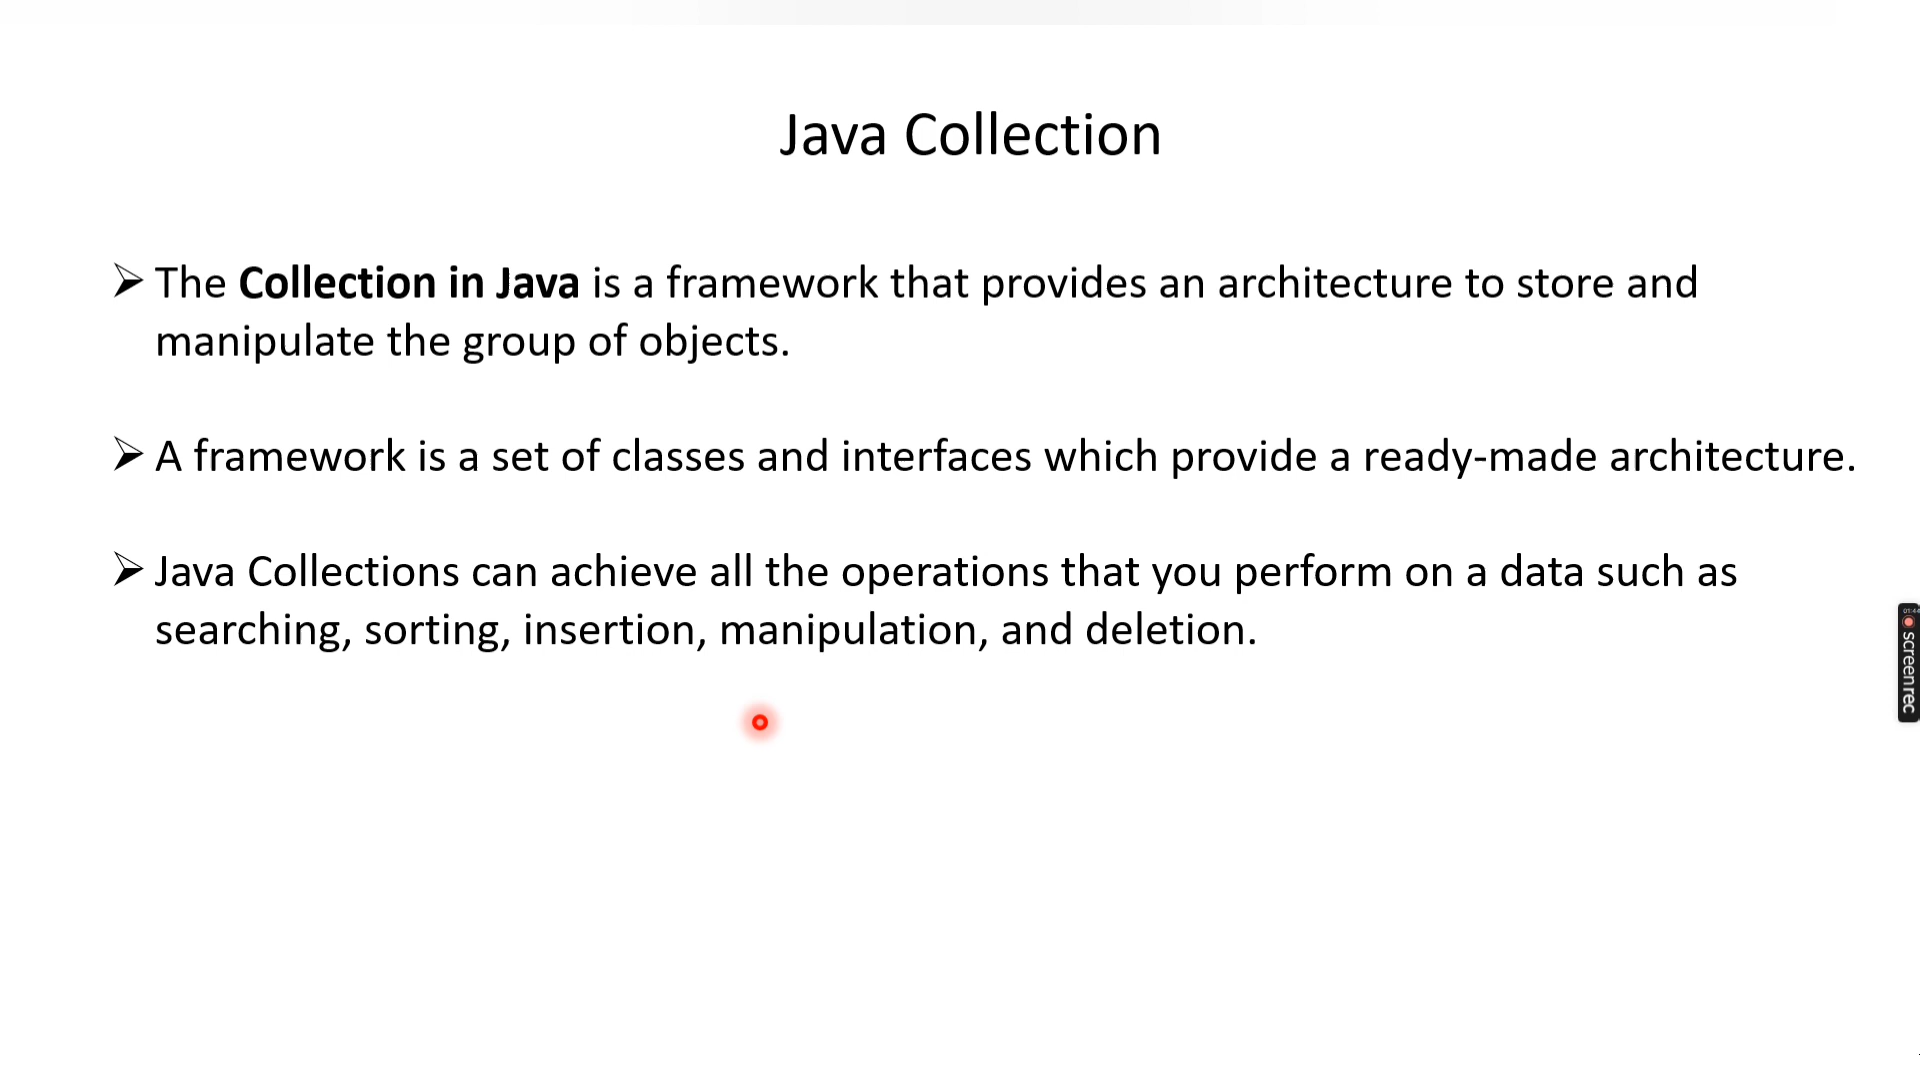 Java Collection
The Collection in Java is a framework that provides an architecture to store and
manipulate the group of objects.
A framework is a set of classes and interfaces which provide a ready-made architecture.
Java Collections can achieve all the operations that you perform on a data such as
searching, sorting, insertion, manipulation, and deletion.
screenrec